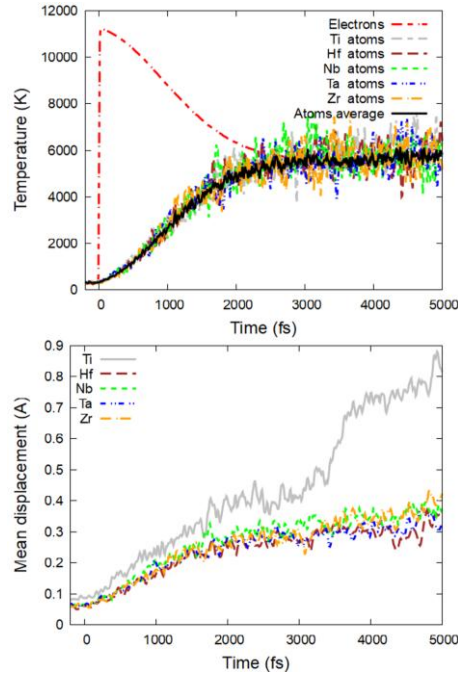 12000
10000
8000
6000
4000
2000
0
Temperature (K)
Electrons
Ti atoms
Hf atoms
Nb atoms
Ta atoms
Zr atoms
Atoms average
0 1000 2000 3000 4000 5000
Time (fs)
0.9
0.8
0.7
0.6
0.5
0.4
0.3
0.2
0.1
0
Mean displacement (A)
Ti
Hf
Nb
Ta
Zr
0 1000 2000 3000 4000 5000
Time (fs)